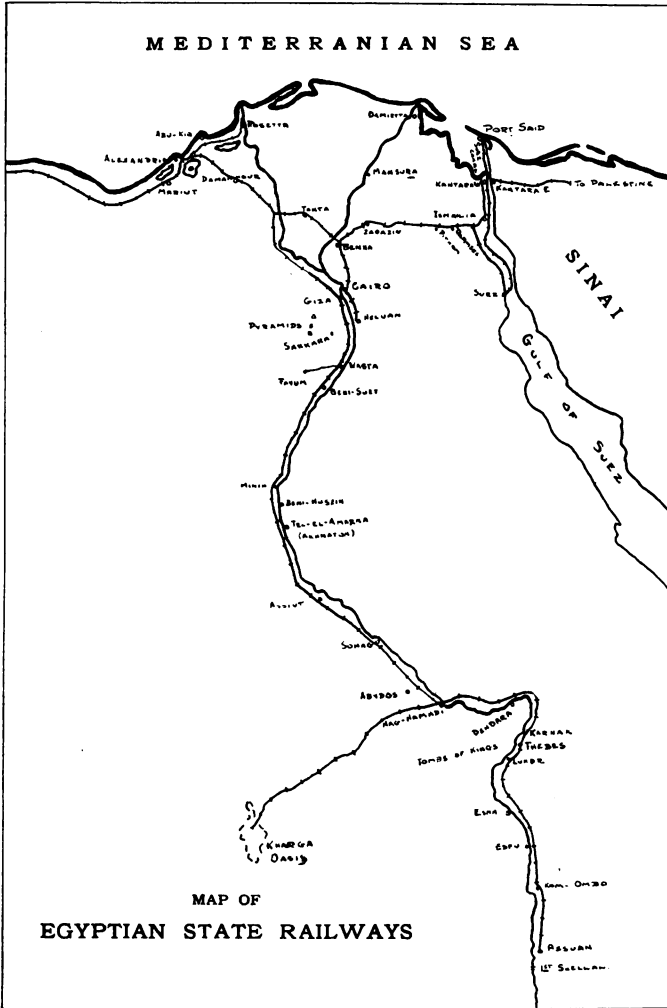 MEDITERRANIAN SEA
ABU-KIR
ROSETTA
DAMIETTA
PORT SAID
ALEXANDRIA
MARIUT
DAMANHOUR
MANSURA
KANTARA
KANTARA E
TO PALESTINE
TANTA
ZAGAZIG
ISMAILIA
BENHA
SINAI
CAIRO
SUEZ
GIZA
HELUAN
PYRAMIDS
SAKKARA
GULF OF SUEZ
WASTA
FAYUM
BENI-SUEF
MINIA
BENI-HUSEIN
TEL-EL-AMARNA
(AKHNATON)
ASSIUT
SOHAG
ABYDOS
NAG-HAMADI
DENDARA
KARNAK
THEBES
TOMBS OF KINGS
LUXOR
ESNA
EDFU
KHARGA
OASIS
KOM-OMBO
MAP OF
EGYPTIAN STATE RAILWAYS
ASSUAN
1ST SHELLAL